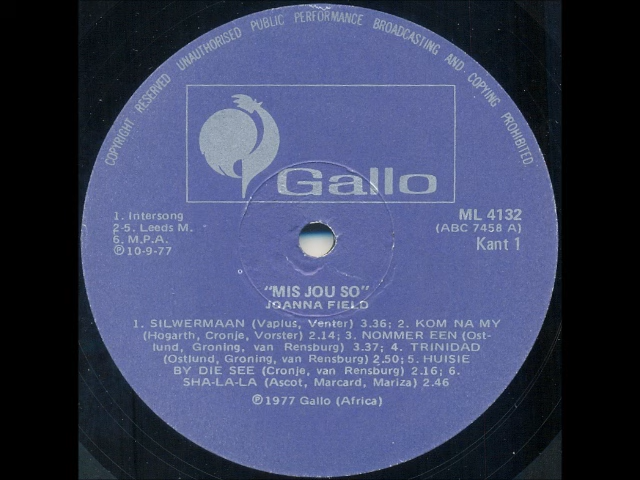 COPYRIGHT RESERVED UNAUTHORISED PUBLIC PERFORMANCE BROADCASTING AND COPYING PROHIBITED.
Gallo
1. Intersong
2-5. Leeds M.
6. M.P.A.
℗10-9-77
ML 4132
(ABC 7458 A)
Kant 1
"MIS JOU SO"
JOANNA FIELD
1. SILWERMAAN (Vaplus, Venter) 3.36; 2. KOM NA MY
(Hogarth, Cronje, Vorster) 2.14; 3. NOMMER EEN (Ost-
lund, Groning, van Rensburg) 3.37; 4. TRINIDAD
(Ostlund, Groning, van Rensburg) 2.50; 5. HUISIE
BY DIE SEE (Cronje, van Rensburg) 2.16; 6.
SHA-LA-LA (Ascot, Marcard, Mariza) 2.46
℗1977 Gallo (Africa)